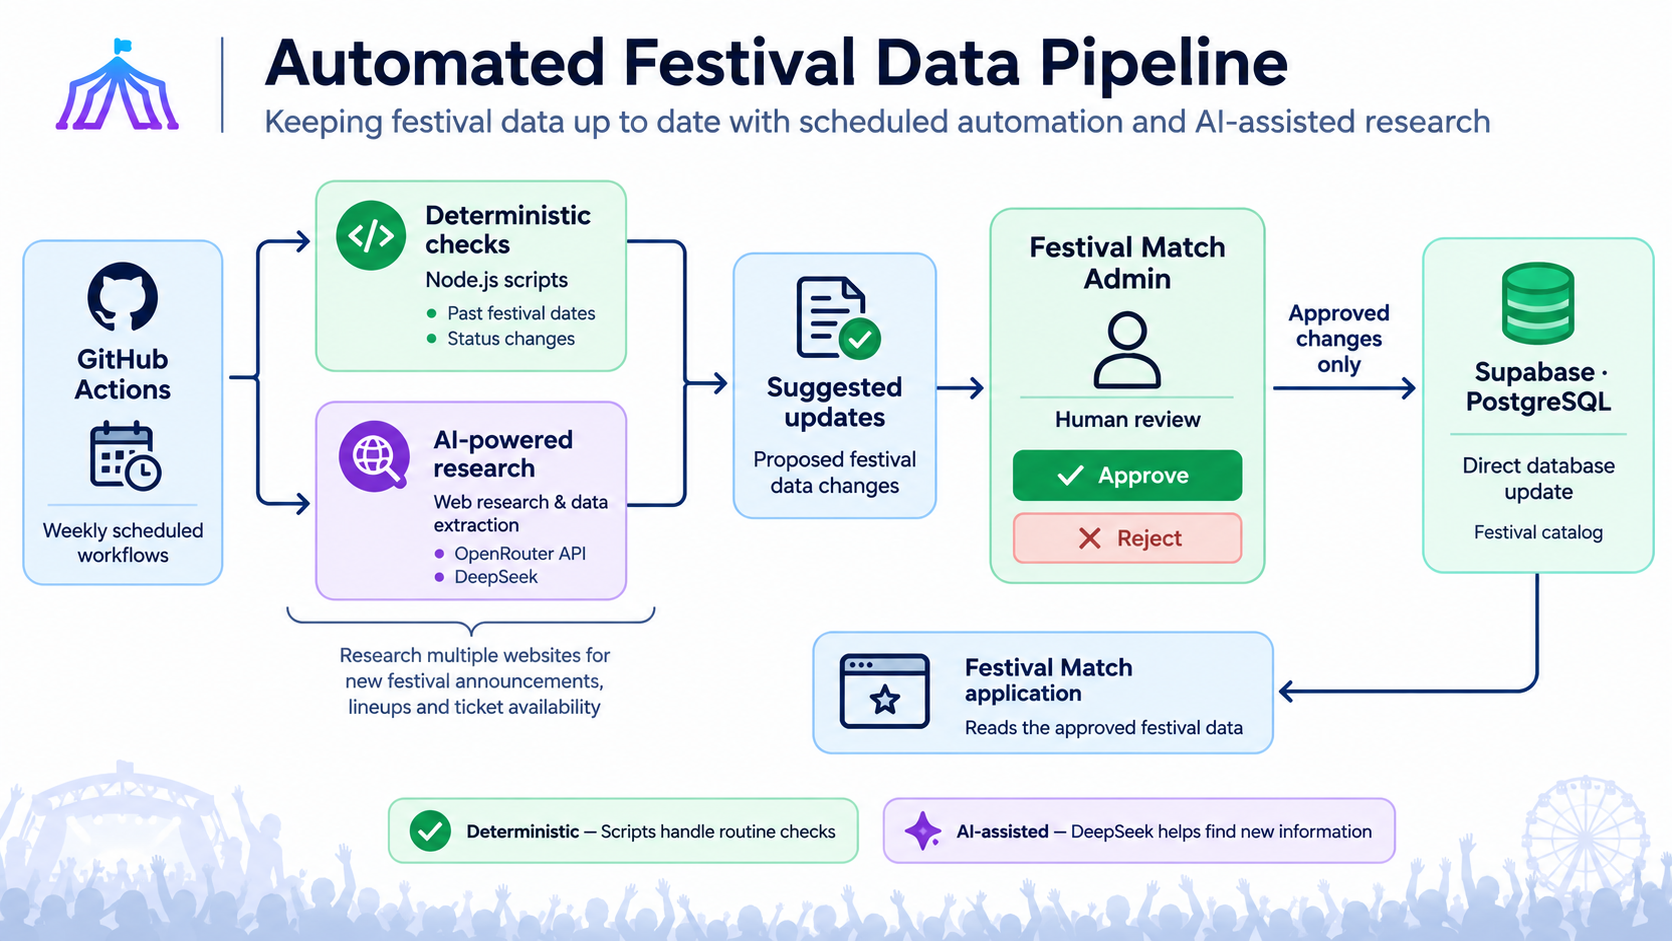 Automated Festival Data Pipeline
Keeping festival data up to date with scheduled automation and AI-assisted research
GitHub
Actions
Weekly scheduled
workflows
Deterministic
checks
Node.js scripts
Past festival dates
Status changes
AI-powered
research
Web research & data
extraction
OpenRouter API
DeepSeek
Research multiple websites for
new festival announcements,
lineups and ticket availability
Suggested
updates
Proposed festival
data changes
Festival Match
Admin
Human review
Approve
Reject
Approved
changes
only
Supabase ·
PostgreSQL
Direct database
update
Festival catalog
Festival Match
application
Reads the approved festival data
Deterministic — Scripts handle routine checks
AI-assisted — DeepSeek helps find new information